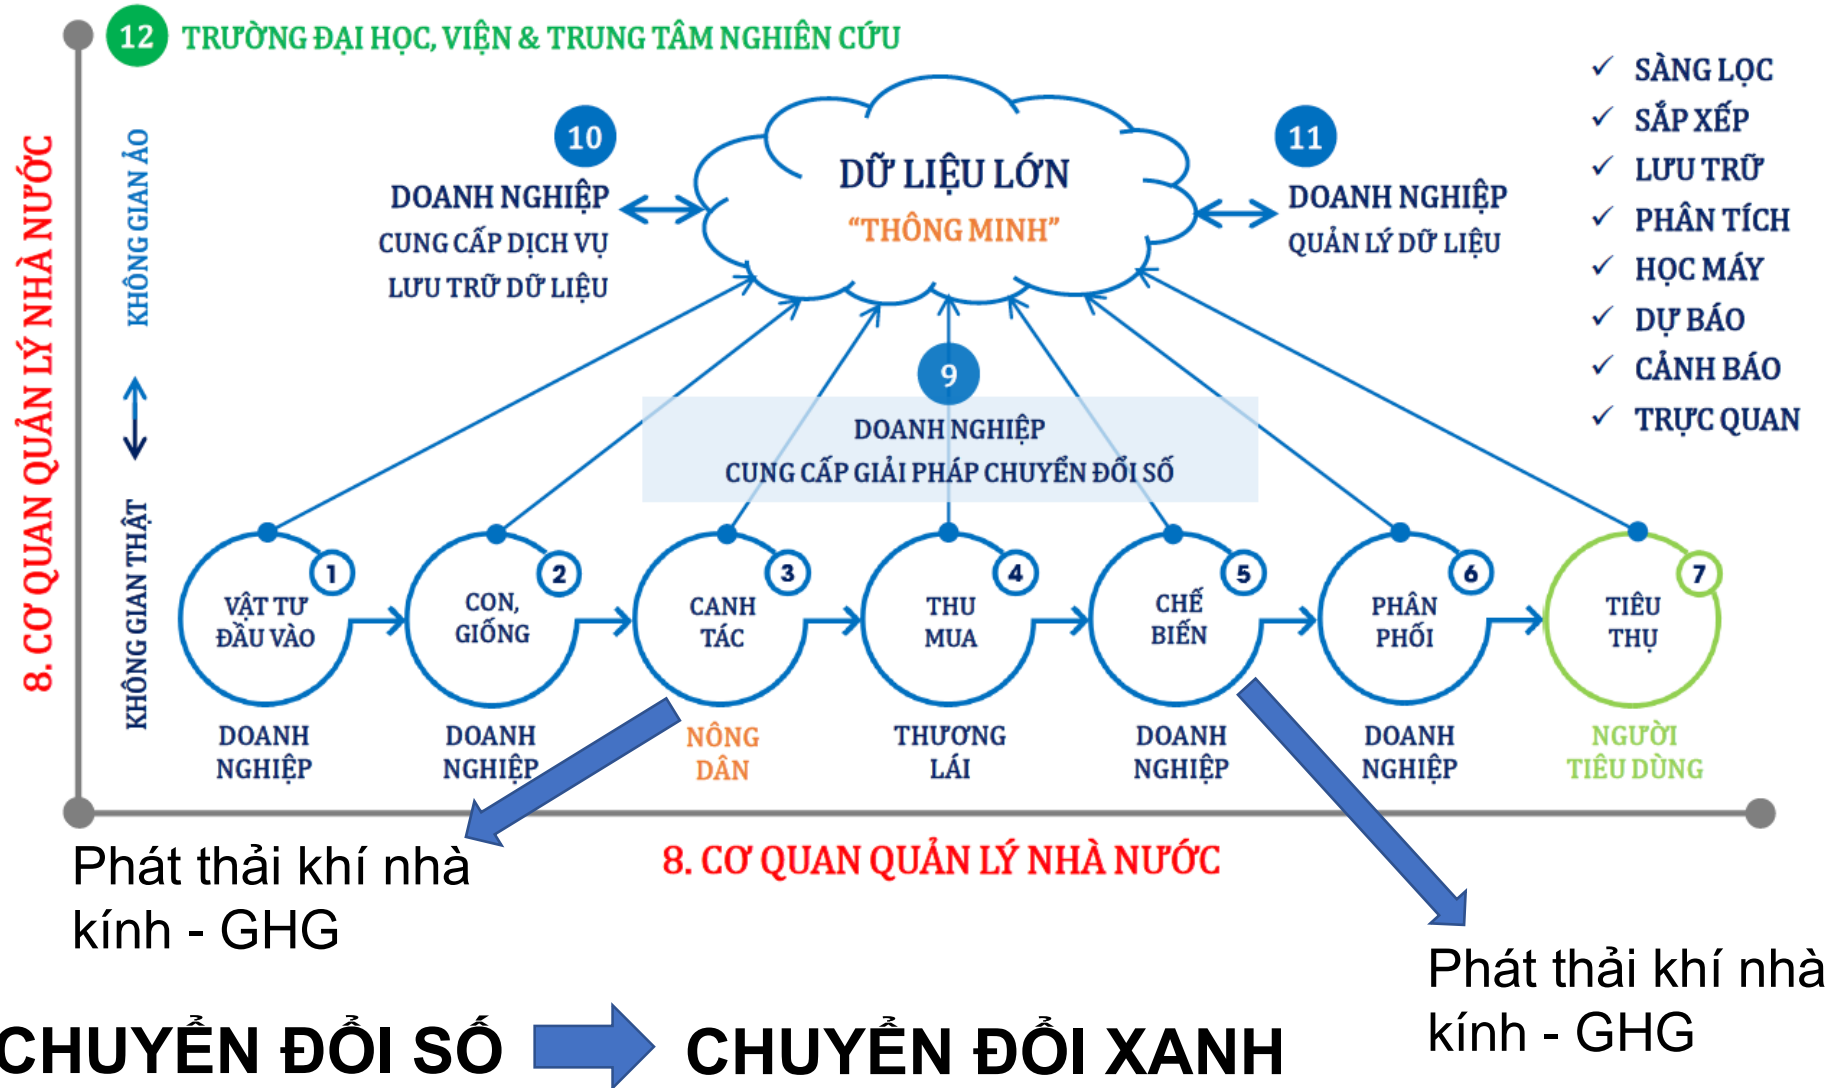 12 TRƯỜNG ĐẠI HỌC, VIỆN & TRUNG TÂM NGHIÊN CỨU
8. CƠ QUAN QUẢN LÝ NHÀ NƯỚC
KHÔNG GIAN ẢO
KHÔNG GIAN THẬT
10
DOANH NGHIỆP
CUNG CẤP DỊCH VỤ
LƯU TRỮ DỮ LIỆU
DỮ LIỆU LỚN
“THÔNG MINH”
11
DOANH NGHIỆP
QUẢN LÝ DỮ LIỆU
✓ SÀNG LỌC
✓ SẮP XẾP
✓ LƯU TRỮ
✓ PHÂN TÍCH
✓ HỌC MÁY
✓ DỰ BÁO
✓ CẢNH BÁO
✓ TRỰC QUAN
9
DOANH NGHIỆP
CUNG CẤP GIẢI PHÁP CHUYỂN ĐỔI SỐ
1
VẬT TƯ
ĐẦU VÀO
DOANH
NGHIỆP
2
CON,
GIỐNG
DOANH
NGHIỆP
3
CANH
TÁC
NÔNG
DÂN
4
THU
MUA
THƯƠNG
LÁI
5
CHẾ
BIẾN
DOANH
NGHIỆP
6
PHÂN
PHỐI
DOANH
NGHIỆP
7
TIÊU
THỤ
NGƯỜI
TIÊU DÙNG
8. CƠ QUAN QUẢN LÝ NHÀ NƯỚC
Phát thải khí nhà
kính - GHG
Phát thải khí nhà
kính - GHG
CHUYỂN ĐỔI SỐ
CHUYỂN ĐỔI XANH